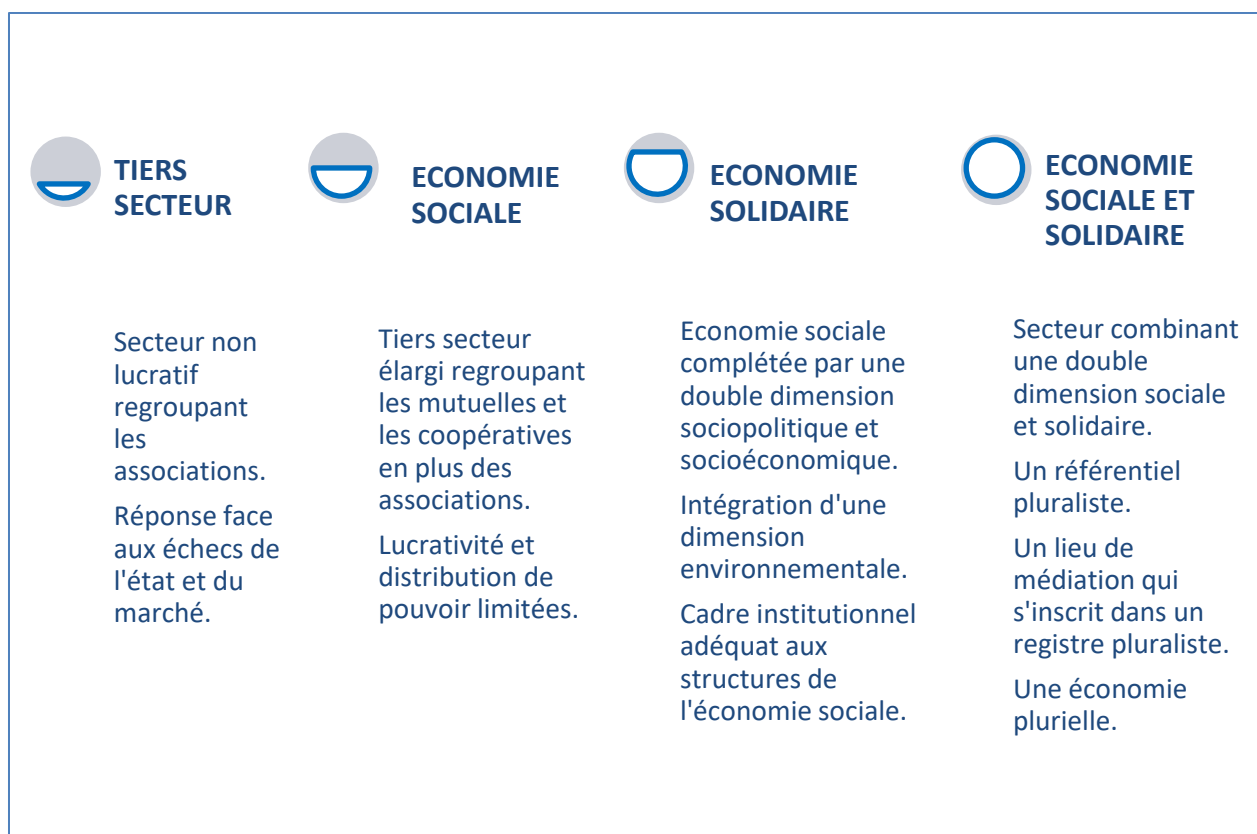 TIERS
SECTEUR
Secteur non
lucratif
regroupant
les
associations.
Réponse face
aux échecs de
l'état et du
marché.
ECONOMIE
SOCIALE
Tiers secteur
élargi regroupant
les mutuelles et
les coopératives
en plus des
associations.
Lucrativité et
distribution de
pouvoir limitées.
ECONOMIE
SOLIDAIRE
Economie sociale
complétée par une
double dimension
sociopolitique et
socioéconomique.
Intégration d'une
dimension
environnementale.
Cadre institutionnel
adéquat aux
structures de
l'économie sociale.
ECONOMIE
SOCIALE ET
SOLIDAIRE
Secteur combinant
une double
dimension sociale
et solidaire.
Un référentiel
pluraliste.
Un lieu de
médiation qui
s'inscrit dans un
registre pluraliste.
Une économie
plurielle.